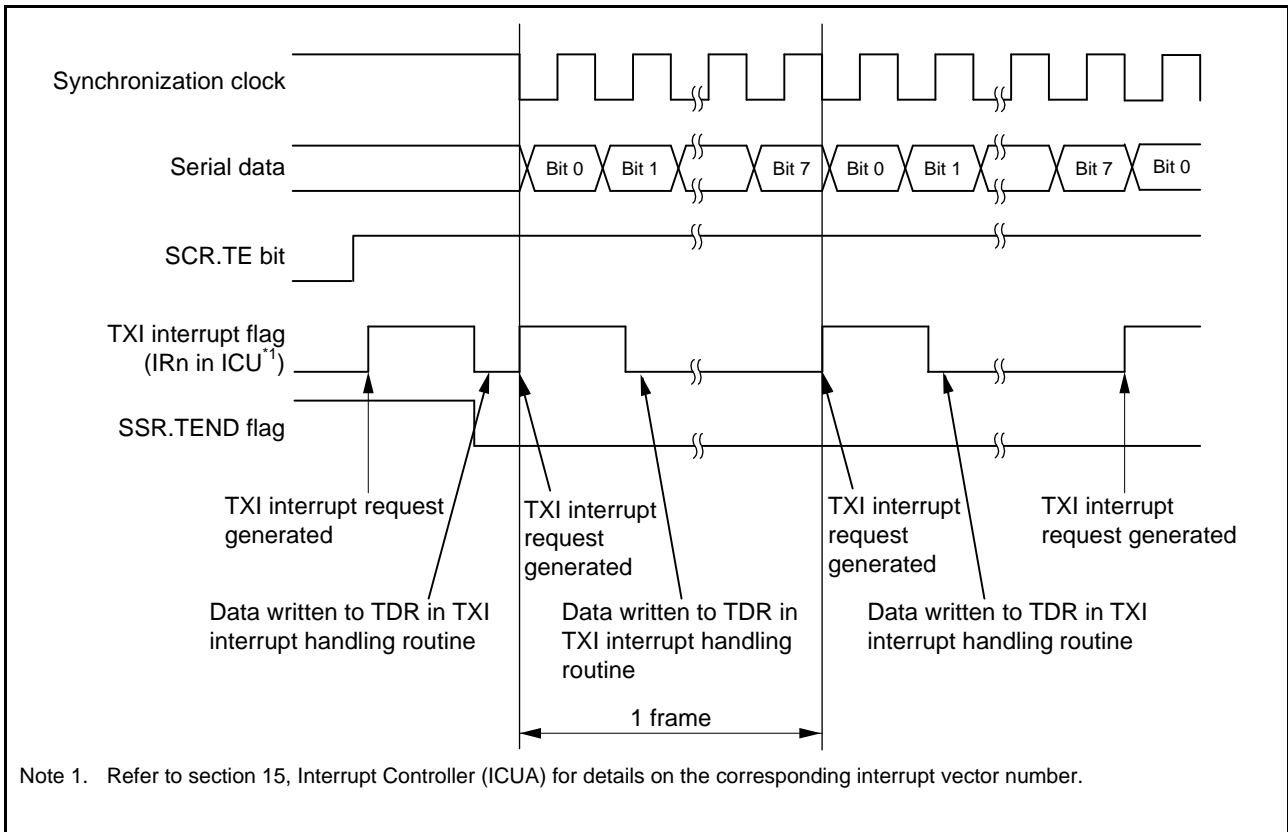 Synchronization clock
Serial data
Bit 0 Bit 1 Bit 7 Bit 0 Bit 1 Bit 7 Bit 0
SCR.TE bit
TXI interrupt flag
(IRn in ICU*1)
SSR.TEND flag
TXI interrupt request
generated
TXI interrupt
request
generated
TXI interrupt
request
generated
TXI interrupt
request generated
Data written to TDR in TXI
interrupt handling routine
Data written to TDR in
TXI interrupt handling
routine
Data written to TDR in TXI
interrupt handling routine
1 frame
Note 1. Refer to section 15, Interrupt Controller (ICUA) for details on the corresponding interrupt vector number.